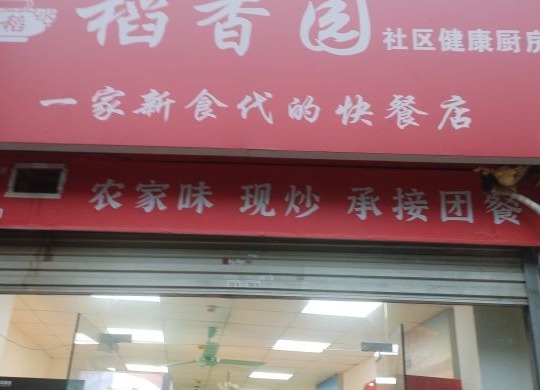 稻香园 社区健康厨房
一家新食代的快餐店
农家味 现炒 承接团餐